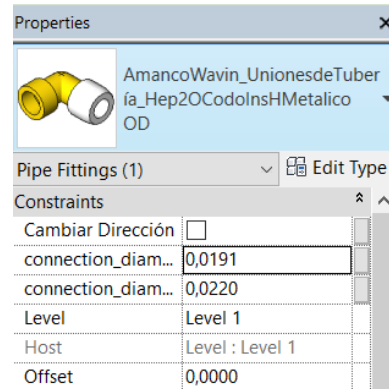 Properties
AmancoWavin_UnionesdeTuber
ía_Hep2OCodoInsHMetalico
OD
Pipe Fittings (1) Edit Type
Constraints
Cambiar Dirección
connection_diam... 0,0191
connection_diam... 0,0220
Level Level 1
Host Level : Level 1
Offset 0,0000